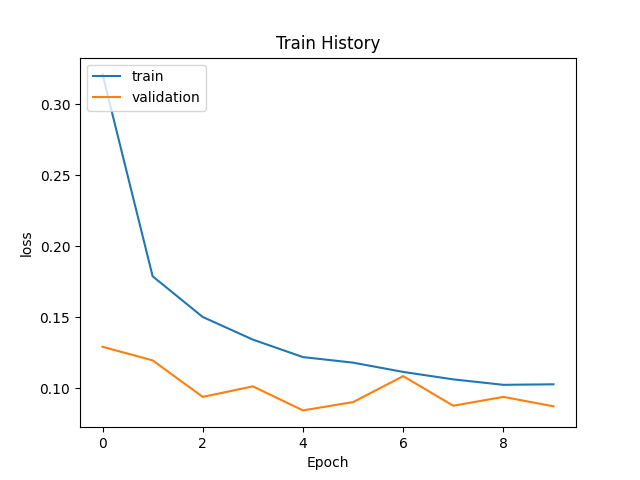 Train History
train
validation
0.30
0.25
0.20
0.15
0.10
loss
0 2 4 6 8
Epoch